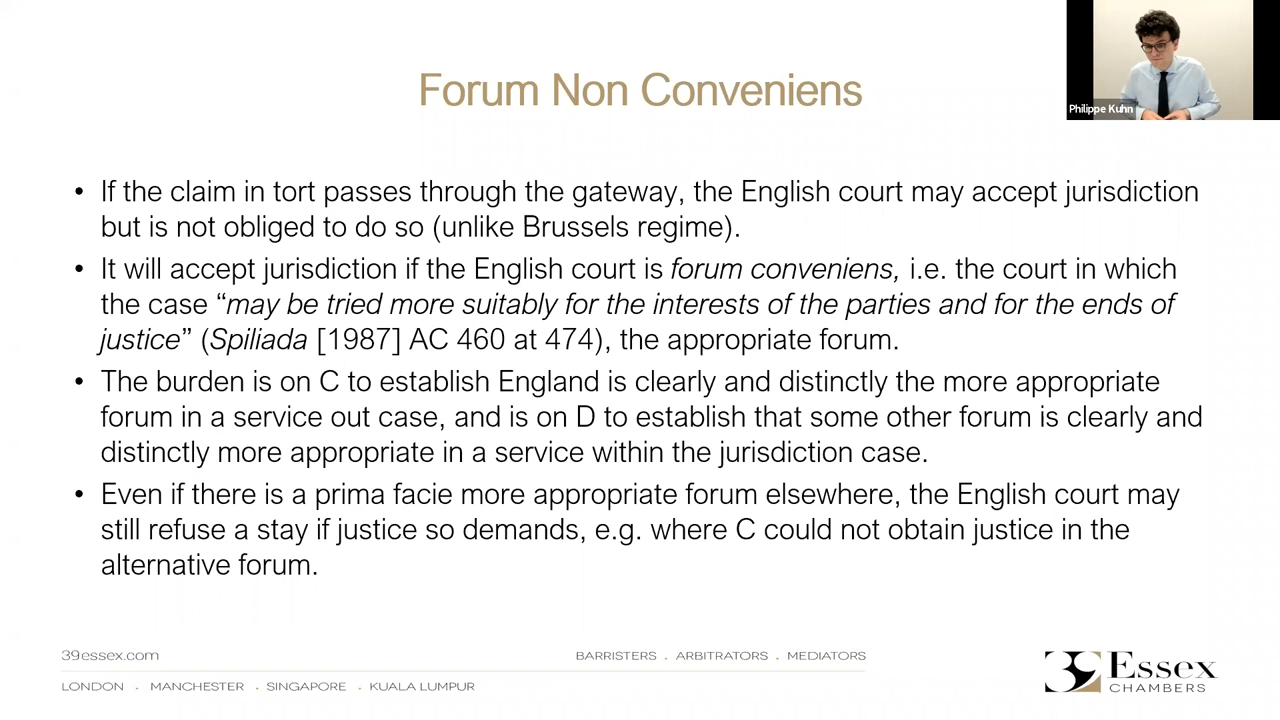 Forum Non Conveniens
Philippe Kuhn
• If the claim in tort passes through the gateway, the English court may accept jurisdiction
but is not obliged to do so (unlike Brussels regime).
• It will accept jurisdiction if the English court is forum conveniens, i.e. the court in which
the case “may be tried more suitably for the interests of the parties and for the ends of
justice” (Spiliada [1987] AC 460 at 474), the appropriate forum.
• The burden is on C to establish England is clearly and distinctly the more appropriate
forum in a service out case, and is on D to establish that some other forum is clearly and
distinctly more appropriate in a service within the jurisdiction case.
• Even if there is a prima facie more appropriate forum elsewhere, the English court may
still refuse a stay if justice so demands, e.g. where C could not obtain justice in the
alternative forum.
39essex.com
BARRISTERS . ARBITRATORS . MEDIATORS
LONDON . MANCHESTER . SINGAPORE . KUALA LUMPUR
39 Essex
CHAMBERS